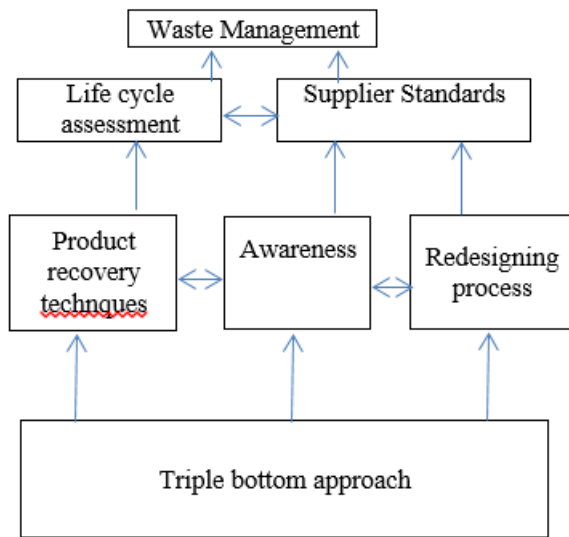 Waste Management
Life cycle
assessment
Supplier Standards
Product
recovery
technques
Awareness
Redesigning
process
Triple bottom approach